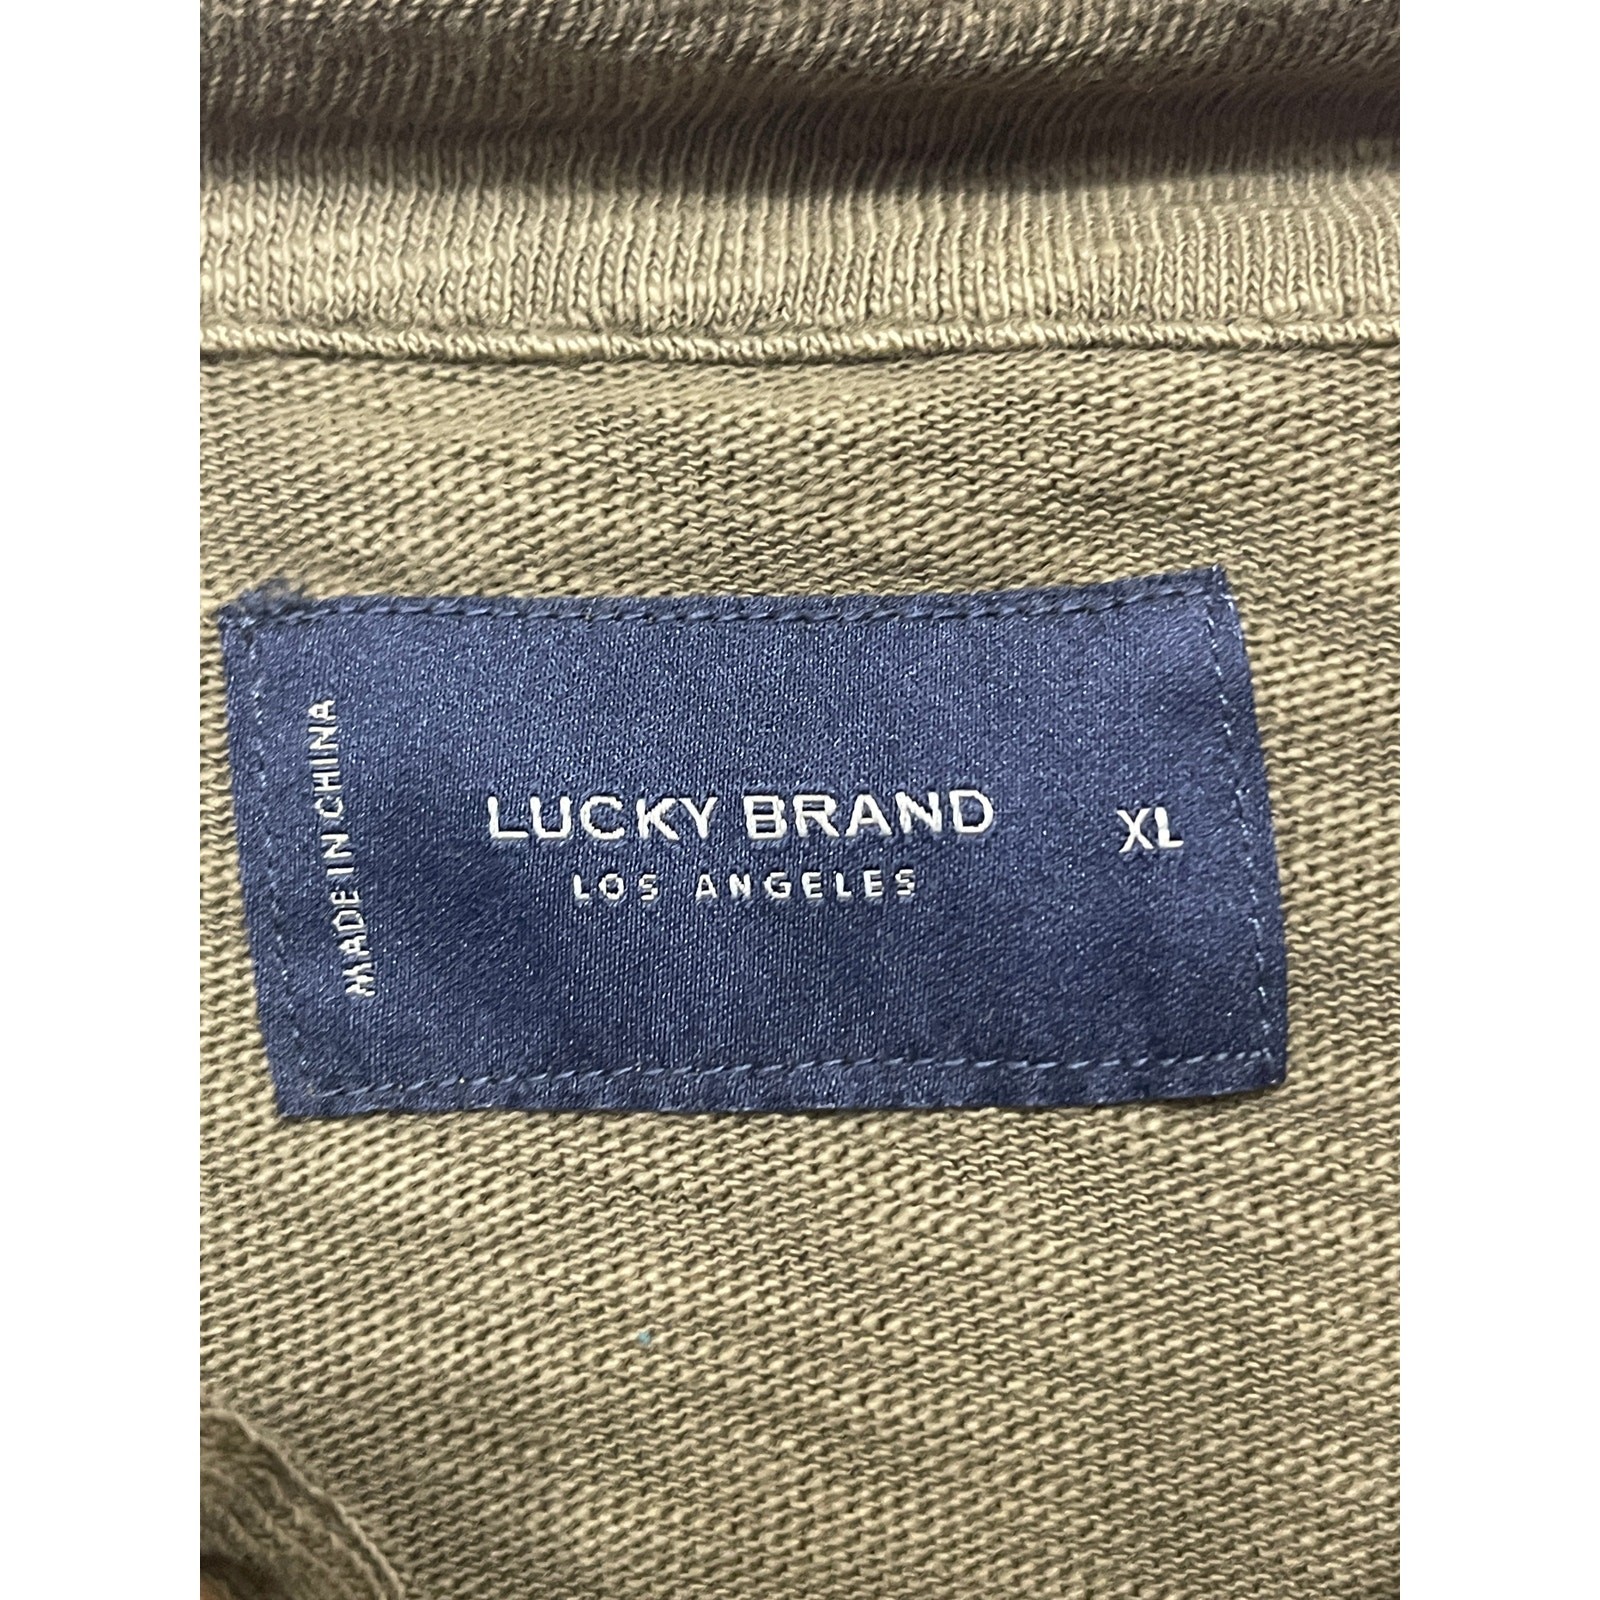 MADE IN CHINA
LUCKY BRAND
LOS ANGELES
XL